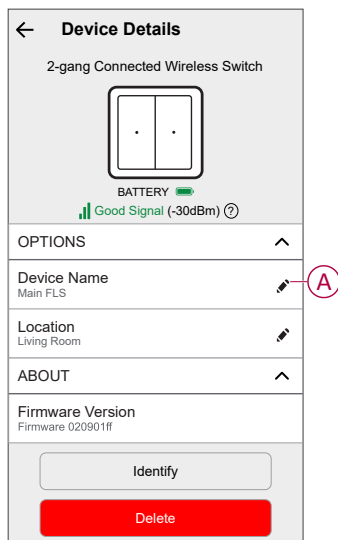 Device Details
2-gang Connected Wireless Switch
BATTERY
Good Signal (-30dBm) ?
OPTIONS
Device Name
A
Main FLS
Location
Living Room
ABOUT
Firmware Version
Firmware 020901ff
Identify
Delete